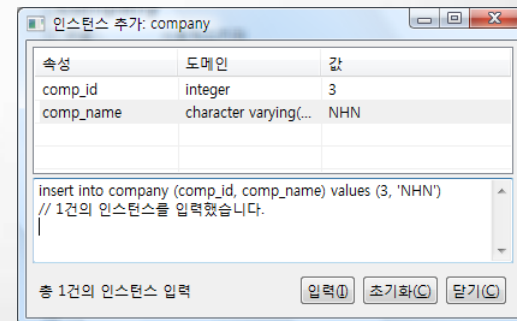 인스턴스 추가: company
속성 도메인 값
comp_id integer 3
comp_name character varying(... NHN
insert into company (comp_id, comp_name) values (3, 'NHN')
// 1건의 인스턴스를 입력했습니다.
총 1건의 인스턴스 입력 입력(I) 초기화(C) 닫기(C)